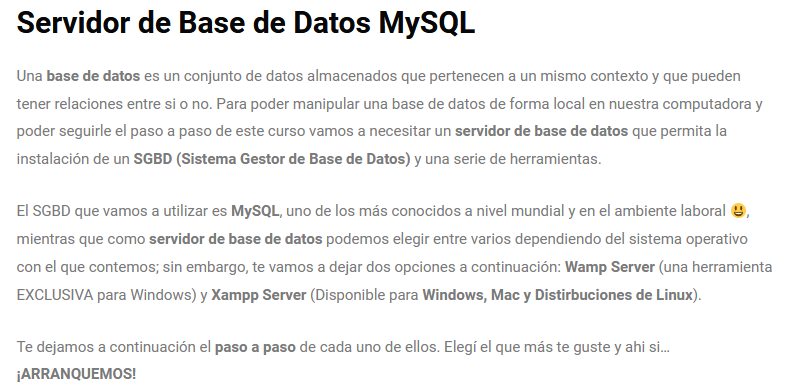 Servidor de Base de Datos MySQL
Una base de datos es un conjunto de datos almacenados que pertenecen a un mismo contexto y que pueden
tener relaciones entre si o no. Para poder manipular una base de datos de forma local en nuestra computadora y
poder seguirle el paso a paso de este curso vamos a necesitar un servidor de base de datos que permita la
instalación de un SGBD (Sistema Gestor de Base de Datos) y una serie de herramientas.
El SGBD que vamos a utilizar es MySQL, uno de los más conocidos a nivel mundial y en el ambiente laboral 😃,
mientras que como servidor de base de datos podemos elegir entre varios dependiendo del sistema operativo
con el que contemos; sin embargo, te vamos a dejar dos opciones a continuación: Wamp Server (una herramienta
EXCLUSIVA para Windows) y Xampp Server (Disponible para Windows, Mac y Distirbuciones de Linux).
Te dejamos a continuación el paso a paso de cada uno de ellos. Elegí el que más te guste y ahi si…
¡ARRANQUEMOS!